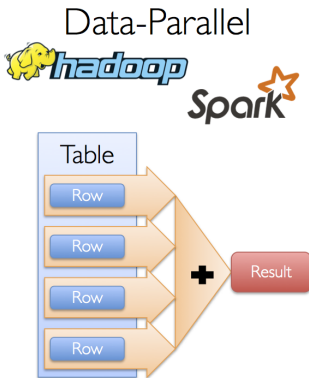 Data-Parallel
hadoop
Spark
Table
Row
Row
Row
Row
+
Result